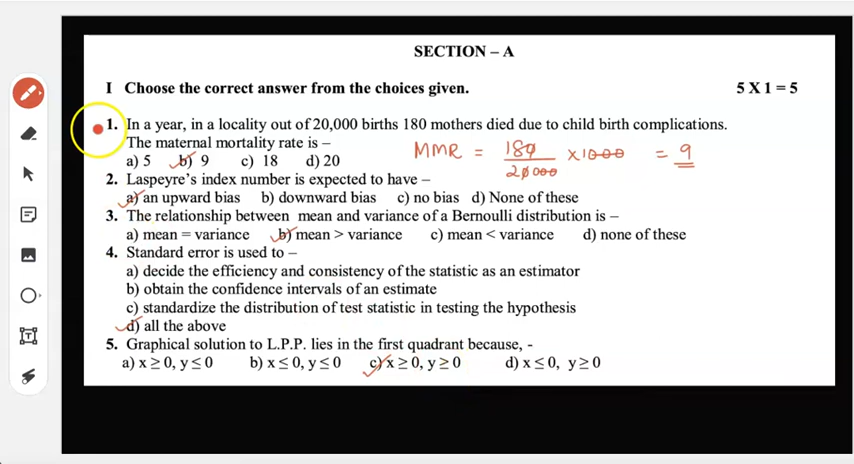 SECTION – A
I Choose the correct answer from the choices given. 5 X 1 = 5
1. In a year, in a locality out of 20,000 births 180 mothers died due to child birth complications.
The maternal mortality rate is –
a) 5 b) 9 c) 18 d) 20
MMR = 180/20000 × 1000 = 9
2. Laspeyre's index number is expected to have –
a) an upward bias b) downward bias c) no bias d) None of these
3. The relationship between mean and variance of a Bernoulli distribution is –
a) mean = variance b) mean > variance c) mean < variance d) none of these
4. Standard error is used to –
a) decide the efficiency and consistency of the statistic as an estimator
b) obtain the confidence intervals of an estimate
c) standardize the distribution of test statistic in testing the hypothesis
d) all the above
5. Graphical solution to L.P.P. lies in the first quadrant because, -
a) x ≥ 0, y ≤ 0 b) x ≤ 0, y ≤ 0 c) x ≥ 0, y ≥ 0 d) x ≤ 0, y ≥ 0